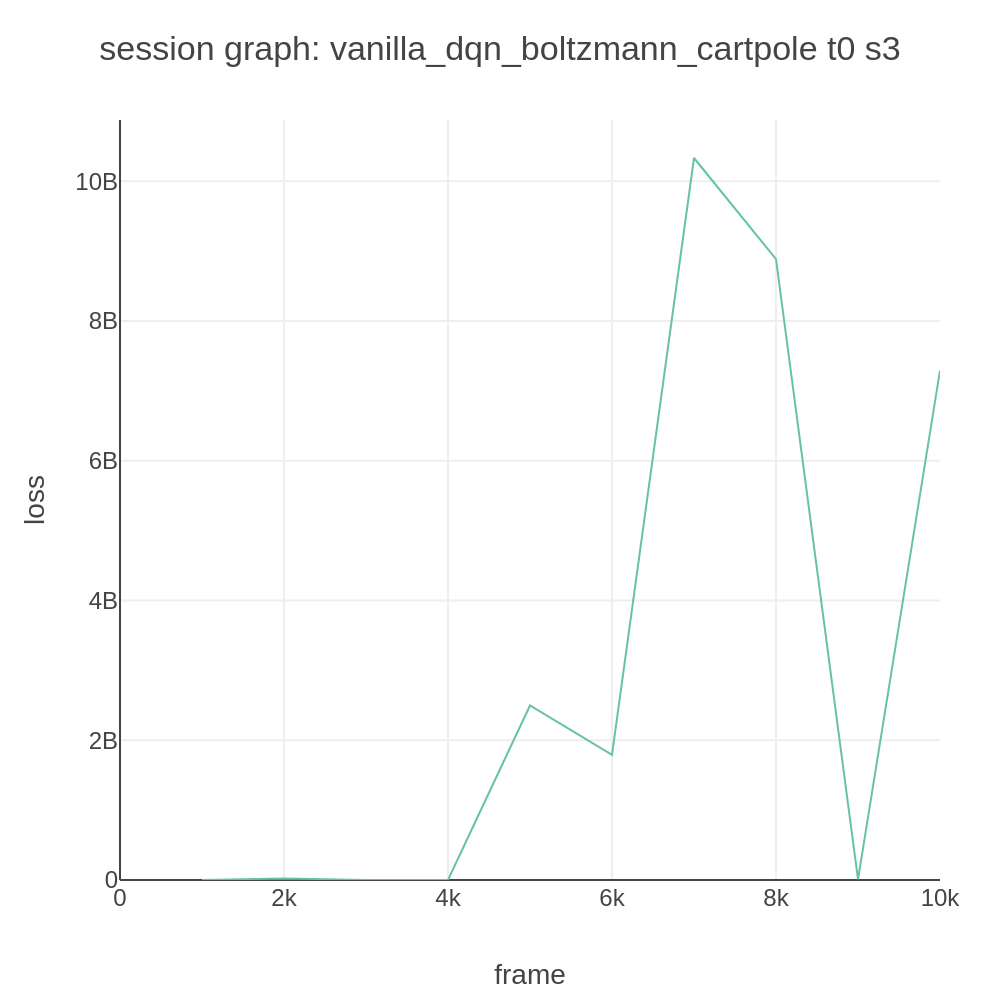 session graph: vanilla_dqn_boltzmann_cartpole t0 s3
10B
8B
6B
4B
2B
0
0 2k 4k 6k 8k 10k
loss
frame